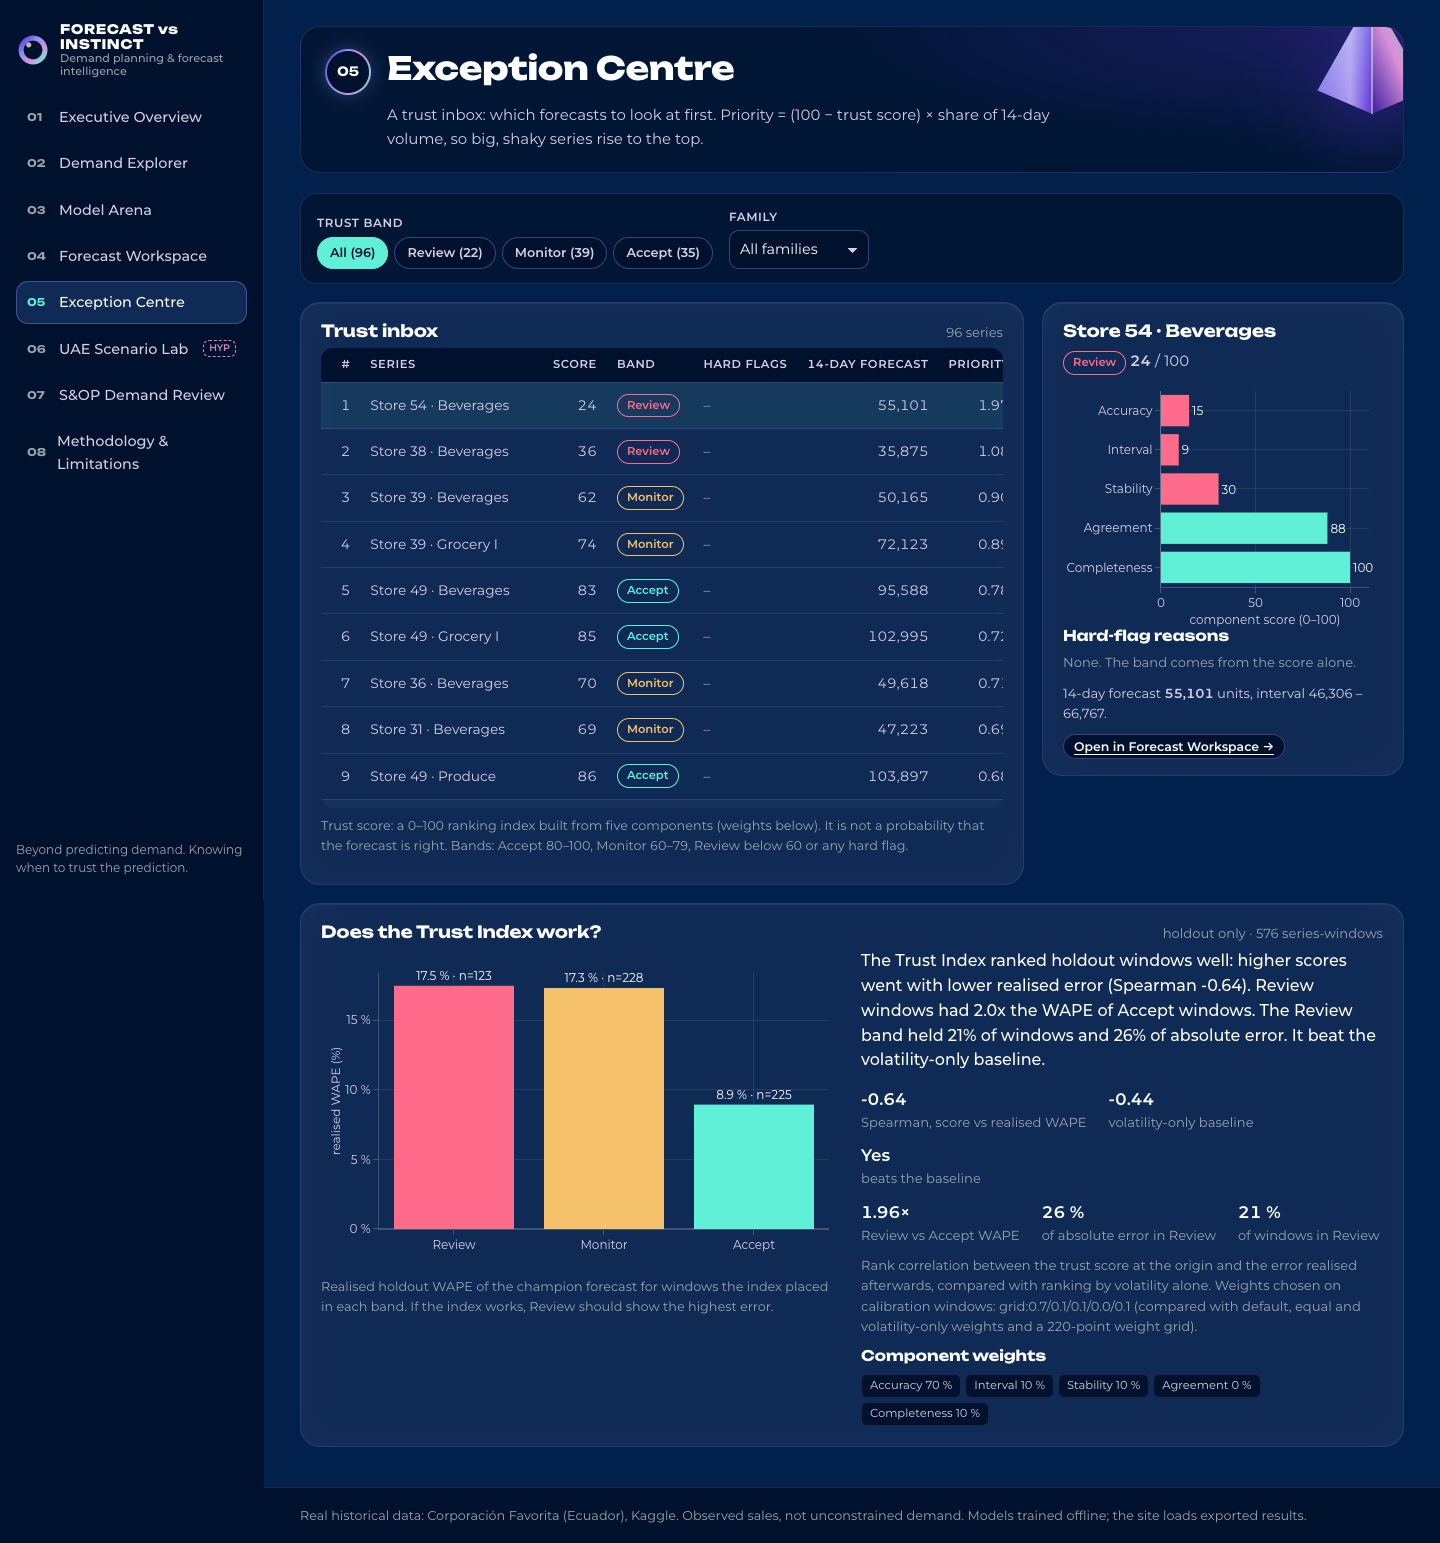 FORECAST vs
INSTINCT
Demand planning & forecast
intelligence
01 Executive Overview
02 Demand Explorer
03 Model Arena
04 Forecast Workspace
05 Exception Centre
06 UAE Scenario Lab HYP
07 S&OP Demand Review
08 Methodology &
Limitations
Beyond predicting demand. Knowing
when to trust the prediction.
05 Exception Centre
A trust inbox: which forecasts to look at first. Priority = (100 − trust score) × share of 14-day
volume, so big, shaky series rise to the top.
TRUST BAND
All (96) Review (22) Monitor (39) Accept (35)
FAMILY
All families
Trust inbox 96 series
# SERIES SCORE BAND HARD FLAGS 14-DAY FORECAST PRIORITY
1 Store 54 · Beverages 24 Review – 55,101 1.97
2 Store 38 · Beverages 36 Review – 35,875 1.08
3 Store 39 · Beverages 62 Monitor – 50,165 0.90
4 Store 39 · Grocery I 74 Monitor – 72,123 0.89
5 Store 49 · Beverages 83 Accept – 95,588 0.78
6 Store 49 · Grocery I 85 Accept – 102,995 0.72
7 Store 36 · Beverages 70 Monitor – 49,618 0.71
8 Store 31 · Beverages 69 Monitor – 47,223 0.69
9 Store 49 · Produce 86 Accept – 103,897 0.68
Trust score: a 0–100 ranking index built from five components (weights below). It is not a probability that
the forecast is right. Bands: Accept 80–100, Monitor 60–79, Review below 60 or any hard flag.
Store 54 · Beverages
Review 24 / 100
Accuracy 15
Interval 9
Stability 30
Agreement 88
Completeness 100
0 50 100
component score (0–100)
Hard-flag reasons
None. The band comes from the score alone.
14-day forecast 55,101 units, interval 46,306 –
66,767.
Open in Forecast Workspace →
Does the Trust Index work?
holdout only · 576 series-windows
17.5 % · n=123 17.3 % · n=228
8.9 % · n=225
15 %
10 %
5 %
0 %
realised WAPE (%)
Review Monitor Accept
Realised holdout WAPE of the champion forecast for windows the index placed
in each band. If the index works, Review should show the highest error.
The Trust Index ranked holdout windows well: higher scores
went with lower realised error (Spearman -0.64). Review
windows had 2.0x the WAPE of Accept windows. The Review
band held 21% of windows and 26% of absolute error. It beat the
volatility-only baseline.
-0.64 -0.44
Spearman, score vs realised WAPE volatility-only baseline
Yes
beats the baseline
1.96× 26 % 21 %
Review vs Accept WAPE of absolute error in Review of windows in Review
Rank correlation between the trust score at the origin and the error realised
afterwards, compared with ranking by volatility alone. Weights chosen on
calibration windows: grid:0.7/0.1/0.1/0.0/0.1 (compared with default, equal and
volatility-only weights and a 220-point weight grid).
Component weights
Accuracy 70 % Interval 10 % Stability 10 % Agreement 0 %
Completeness 10 %
Real historical data: Corporación Favorita (Ecuador), Kaggle. Observed sales, not unconstrained demand. Models trained offline; the site loads exported results.